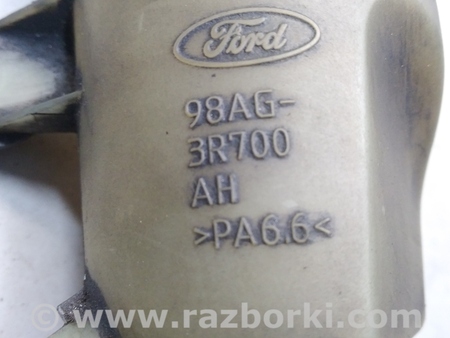 Ford
98AG-
3R700
AH
>PA6.6<
© www.razborki.com